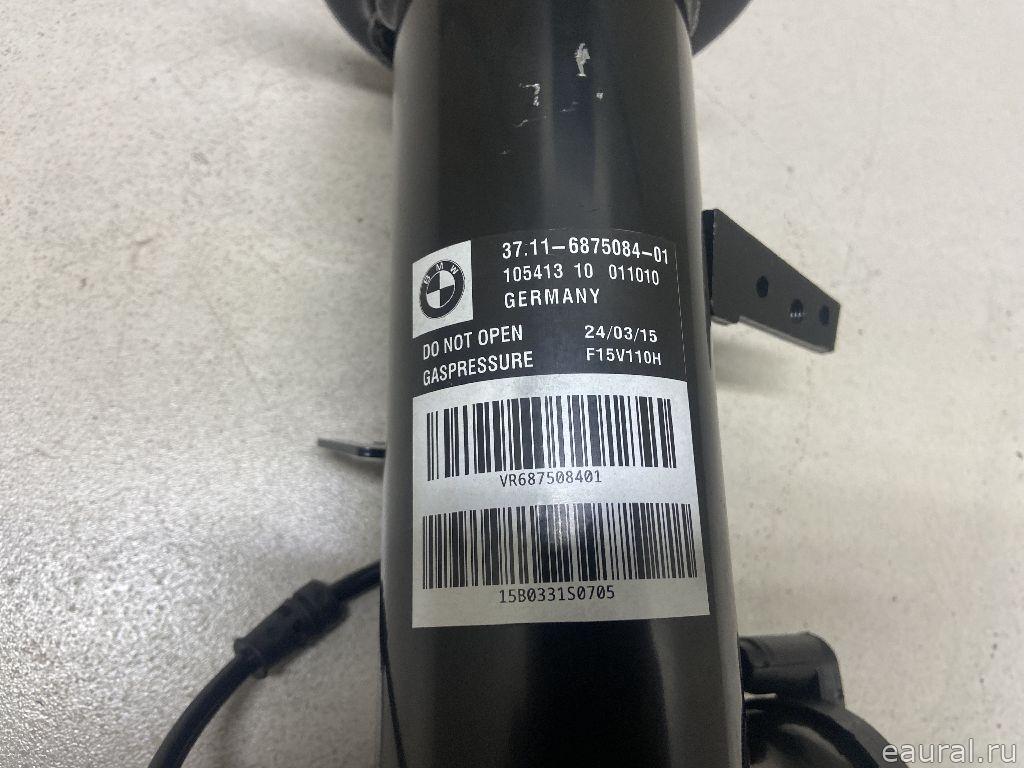 BMW
37.11-6875084-01
105413 10 011010
GERMANY
DO NOT OPEN 24/03/15
GASPRESSURE F15V110H
VR687508401
15B0331S0705
eaural.ru